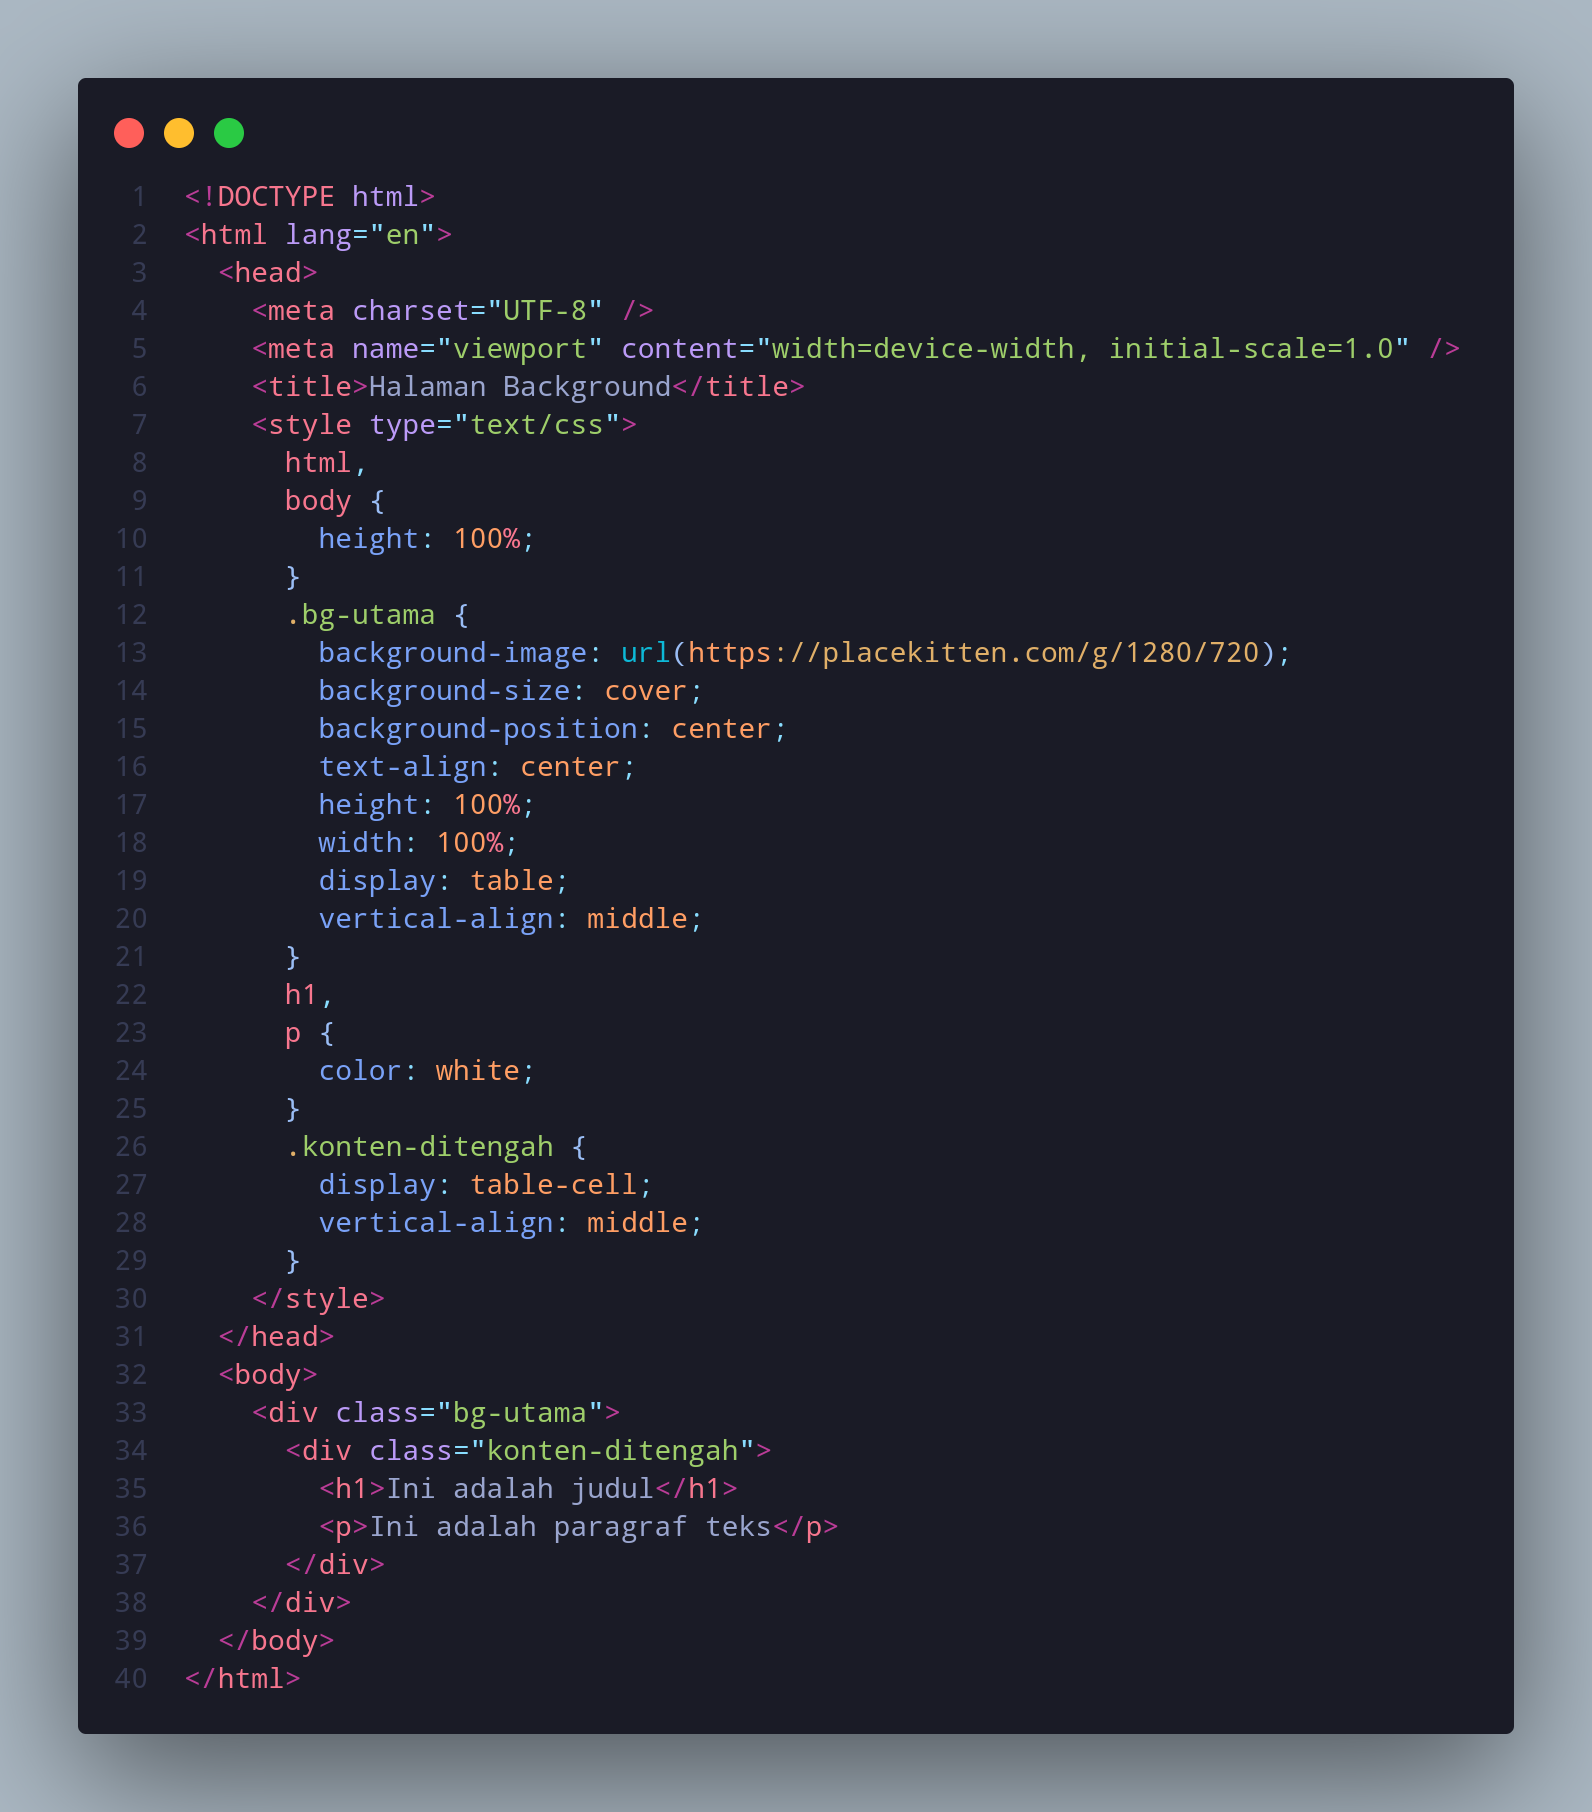 1 <!DOCTYPE html>
2 <html lang="en">
3   <head>
4     <meta charset="UTF-8" />
5     <meta name="viewport" content="width=device-width, initial-scale=1.0" />
6     <title>Halaman Background</title>
7     <style type="text/css">
8       html,
9       body {
10         height: 100%;
11       }
12       .bg-utama {
13         background-image: url(https://placekitten.com/g/1280/720);
14         background-size: cover;
15         background-position: center;
16         text-align: center;
17         height: 100%;
18         width: 100%;
19         display: table;
20         vertical-align: middle;
21       }
22       h1,
23       p {
24         color: white;
25       }
26       .konten-ditengah {
27         display: table-cell;
28         vertical-align: middle;
29       }
30     </style>
31   </head>
32   <body>
33     <div class="bg-utama">
34       <div class="konten-ditengah">
35         <h1>Ini adalah judul</h1>
36         <p>Ini adalah paragraf teks</p>
37       </div>
38     </div>
39   </body>
40 </html>